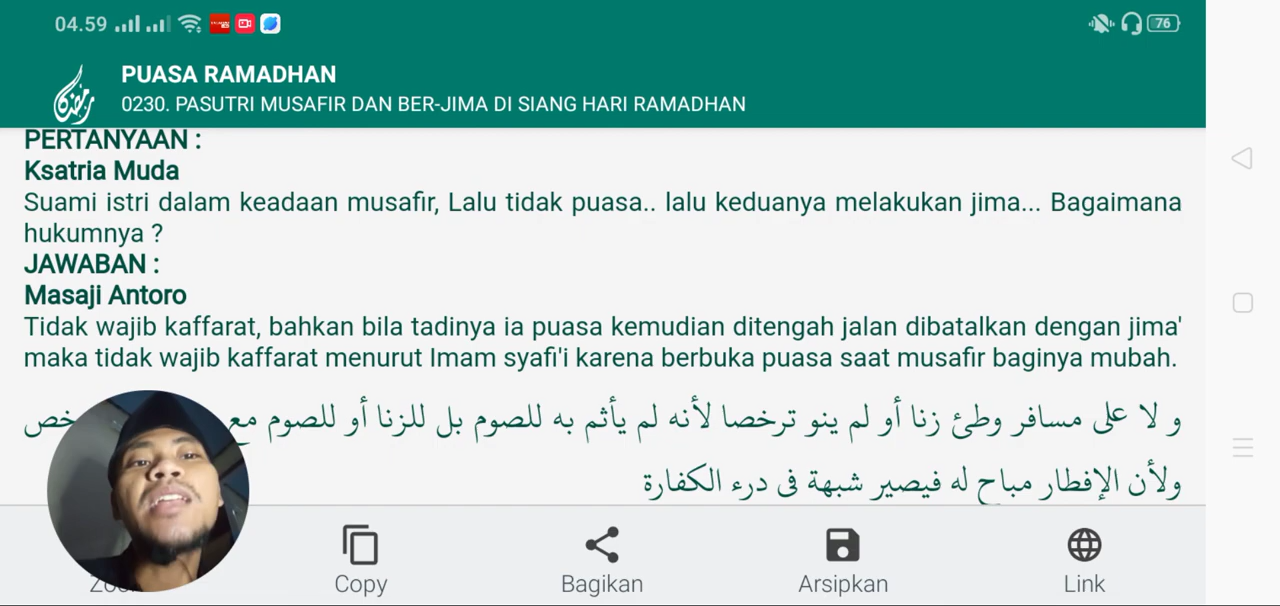 04.59
76
PUASA RAMADHAN
0230. PASUTRI MUSAFIR DAN BER-JIMA DI SIANG HARI RAMADHAN
PERTANYAAN :
Ksatria Muda
Suami istri dalam keadaan musafir, Lalu tidak puasa.. lalu keduanya melakukan jima... Bagaimana
hukumnya ?
JAWABAN :
Masaji Antoro
Tidak wajib kaffarat, bahkan bila tadinya ia puasa kemudian ditengah jalan dibatalkan dengan jima'
maka tidak wajib kaffarat menurut Imam syafi'i karena berbuka puasa saat musafir baginya mubah.
و لا على مسافر وطئ زنا أو لم ينو ترخصا لأنه لم يأثم به للصوم بل للزنا أو للصوم مع
ولأن الإفطار مباح له فيصير شبهة فى درء الكفارة
Copy
Bagikan
Arsipkan
Link